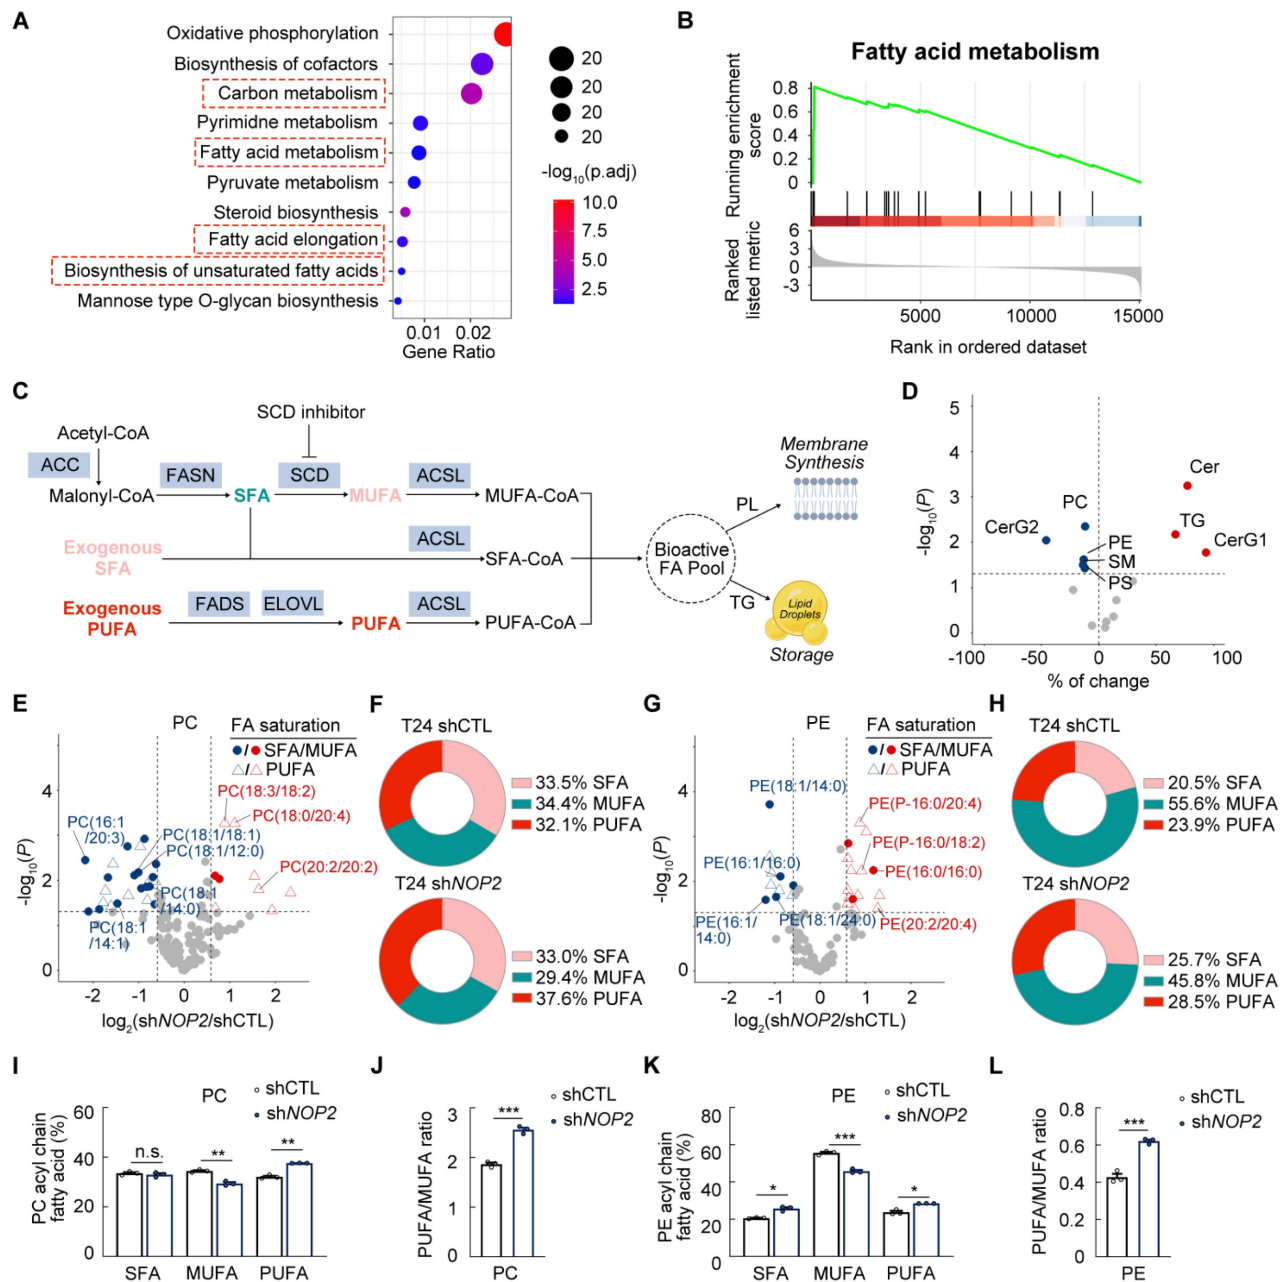 A
Oxidative phosphorylation
Biosynthesis of cofactors
Carbon metabolism
Pyrimidne metabolism
Fatty acid metabolism
Pyruvate metabolism
Steroid biosynthesis
Fatty acid elongation
Biosynthesis of unsaturated fatty acids
Mannose type O-glycan biosynthesis
0.01 0.02
Gene Ratio
20
20
20
20
-log10(p.adj)
10.0
7.5
5.0
2.5
B
Fatty acid metabolism
Running enrichment score
0.8
0.6
0.4
0.2
0
Ranked listed metric
6
3
0
-3
5000 10000 15000
Rank in ordered dataset
C
SCD inhibitor
Acetyl-CoA
ACC
FASN
SCD
ACSL
Malonyl-CoA
SFA
MUFA
MUFA-CoA
Exogenous
SFA
ACSL
SFA-CoA
Exogenous
PUFA
FADS
ELOVL
PUFA
ACSL
PUFA-CoA
Bioactive
FA Pool
PL
TG
Membrane
Synthesis
Lipid
Droplets
Storage
D
-log10(P)
5
4
3
2
1
0
Cer
PC
TG
CerG2
CerG1
PE
SM
PS
-100 -50 0 50 100
% of change
E
PC
FA saturation
/ SFA/MUFA
/ PUFA
-log10(P)
4
2
0
PC(18:3/18:2)
PC(18:0/20:4)
PC(16:1
/20:3)
PC(18:1/18:1)
PC(18:1/12:0)
PC(20:2/20:2)
PC(18:1
/14:0)
PC(18:1
/14:1)
-2 -1 0 1 2
log2(shNOP2/shCTL)
F
T24 shCTL
33.5% SFA
34.4% MUFA
32.1% PUFA
T24 shNOP2
33.0% SFA
29.4% MUFA
37.6% PUFA
G
PE
FA saturation
/ SFA/MUFA
/ PUFA
-log10(P)
4
2
0
PE(18:1/14:0)
PE(P-16:0/20:4)
PE(P-16:0/18:2)
PE(16:1/16:0)
PE(16:0/16:0)
PE(16:1/
14:0)
PE(18:1/24:0)
PE(20:2/20:4)
-2 -1 0 1 2
log2(shNOP2/shCTL)
H
T24 shCTL
20.5% SFA
55.6% MUFA
23.9% PUFA
T24 shNOP2
25.7% SFA
45.8% MUFA
28.5% PUFA
I
PC
shCTL
shNOP2
PC acyl chain
fatty acid (%)
60
40
20
0
n.s.
**
**
SFA MUFA PUFA
J
shCTL
shNOP2
PUFA/MUFA ratio
3
2
1
0
***
PC
K
PE
shCTL
shNOP2
PE acyl chain
fatty acid (%)
80
60
40
20
0
*
***
*
SFA MUFA PUFA
L
shCTL
shNOP2
PUFA/MUFA ratio
0.8
0.6
0.4
0.2
0
***
PE